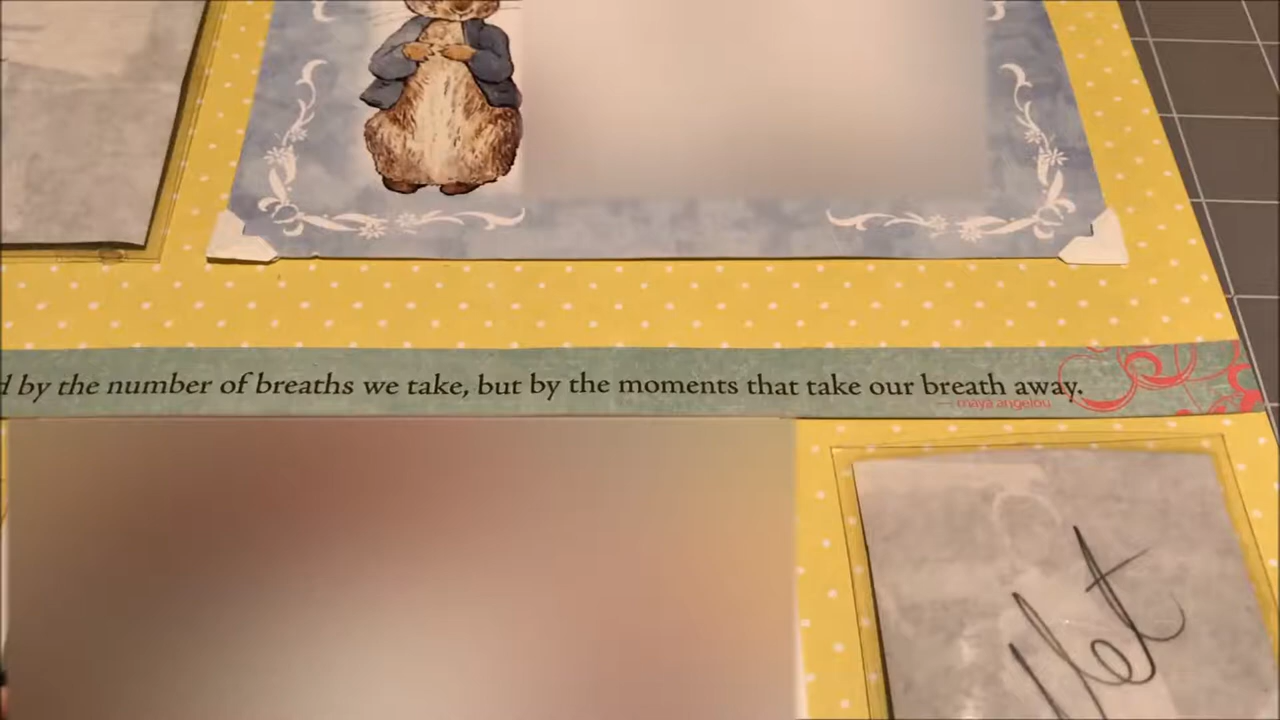 by the number of breaths we take, but by the moments that take our breath away.
— maya angelou